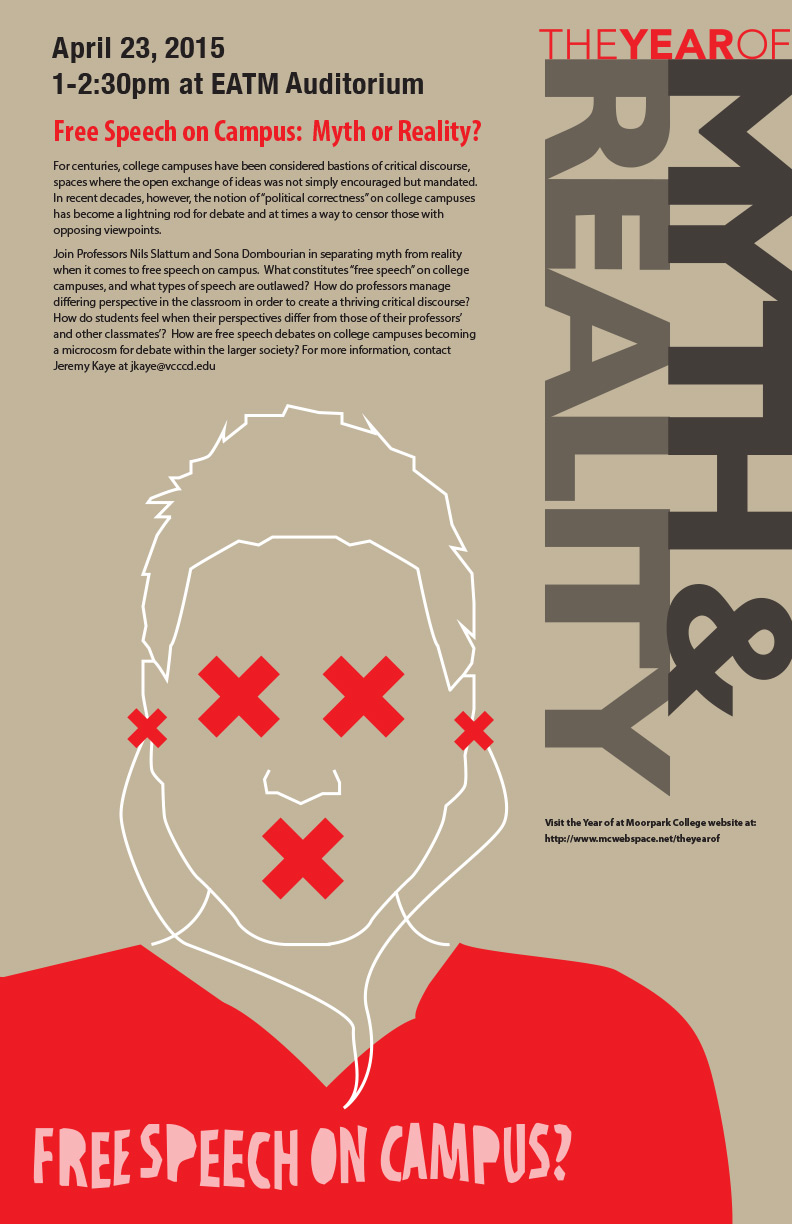 April 23, 2015
1-2:30pm at EATM Auditorium
Free Speech on Campus:  Myth or Reality?
For centuries, college campuses have been considered bastions of critical discourse,
spaces where the open exchange of ideas was not simply encouraged but mandated.
In recent decades, however, the notion of “political correctness” on college campuses
has become a lightning rod for debate and at times a way to censor those with
opposing viewpoints.
Join Professors Nils Slattum and Sona Dombourian in separating myth from reality
when it comes to free speech on campus.  What constitutes “free speech” on college
campuses, and what types of speech are outlawed?  How do professors manage
differing perspective in the classroom in order to create a thriving critical discourse?
How do students feel when their perspectives differ from those of their professors’
and other classmates’?  How are free speech debates on college campuses becoming
a microcosm for debate within the larger society? For more information, contact
Jeremy Kaye at jkaye@vcccd.edu
THEYEAROF
MYTH &
REALITY
Visit the Year of at Moorpark College website at:
http://www.mcwebspace.net/theyearof
FREE SPEECH ON CAMPUS?